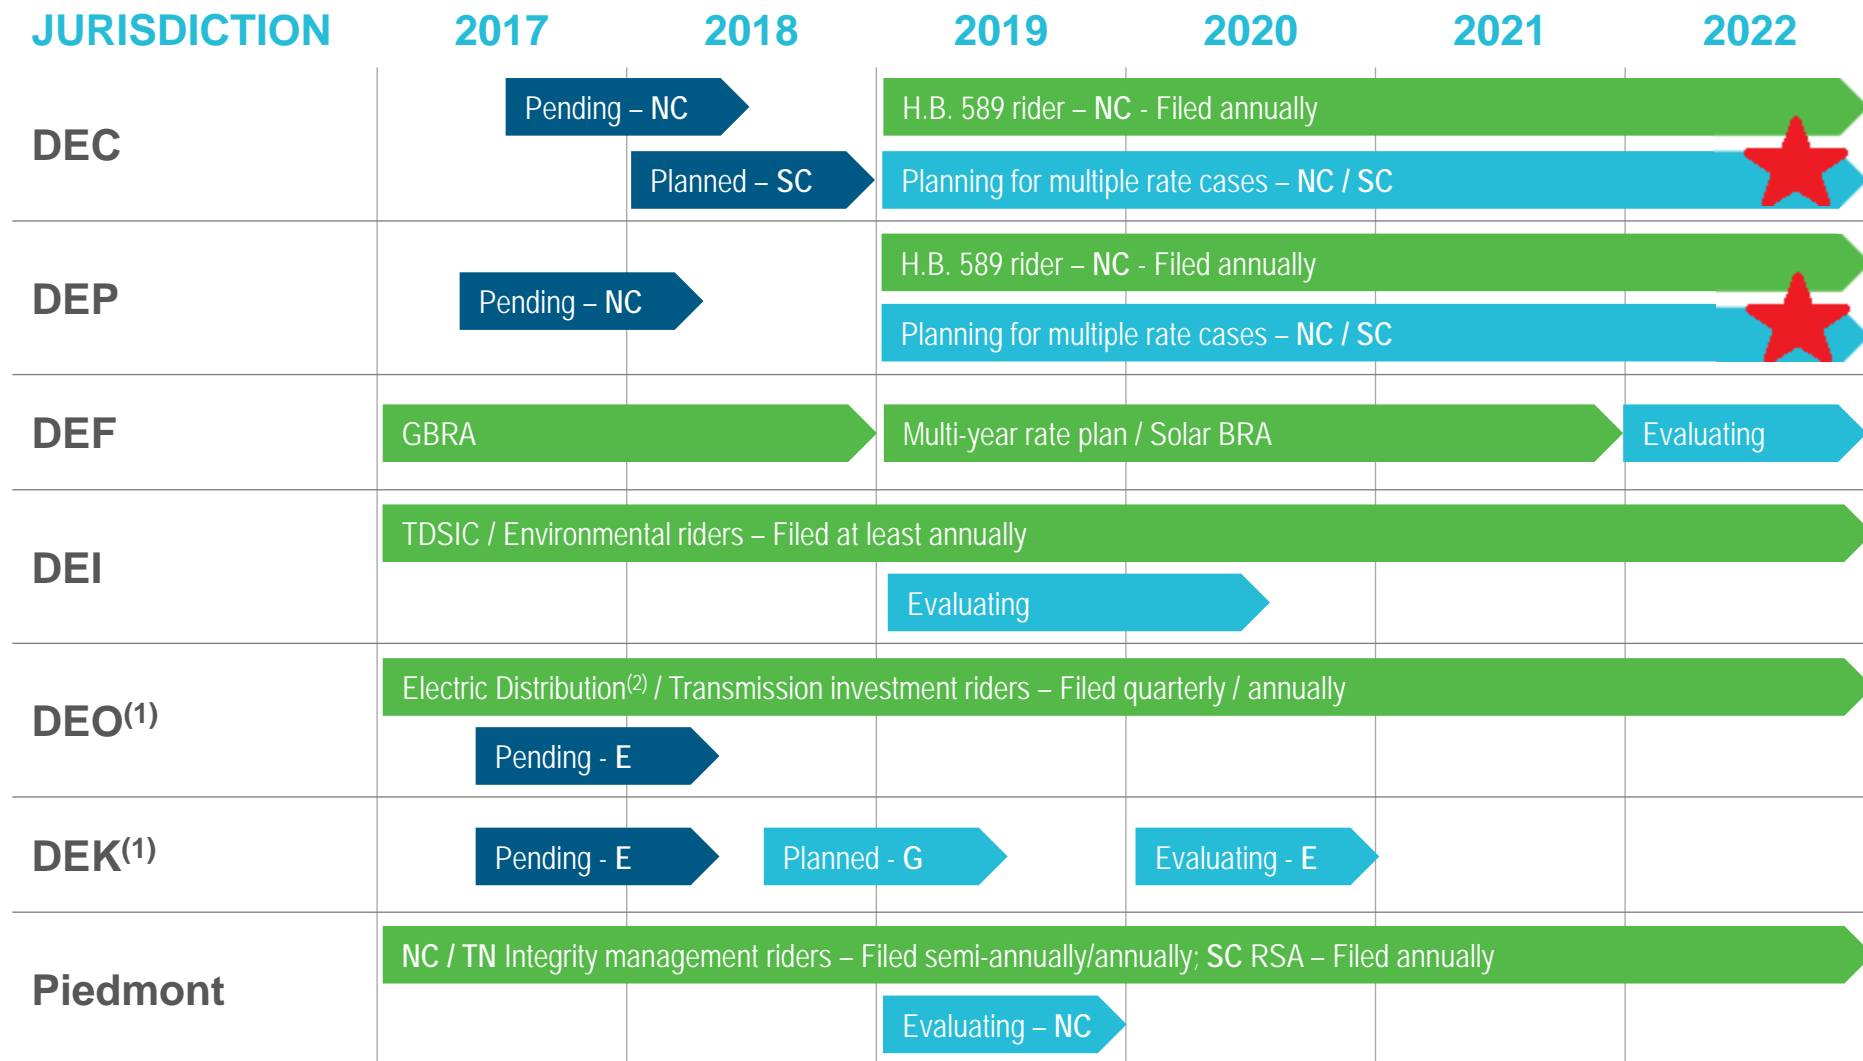 JURISDICTION 2017 2018 2019 2020 2021 2022
DEC
Pending – NC
H.B. 589 rider – NC - Filed annually
Planned – SC
Planning for multiple rate cases – NC / SC
DEP
H.B. 589 rider – NC - Filed annually
Pending – NC
Planning for multiple rate cases – NC / SC
DEF
GBRA
Multi-year rate plan / Solar BRA
Evaluating
DEI
TDSIC / Environmental riders – Filed at least annually
Evaluating
DEO(1)
Electric Distribution(2) / Transmission investment riders – Filed quarterly / annually
Pending - E
DEK(1)
Pending - E
Planned - G
Evaluating - E
Piedmont
NC / TN Integrity management riders – Filed semi-annually/annually; SC RSA – Filed annually
Evaluating – NC